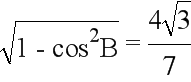 √(1 - cos²B) = 4√3/7